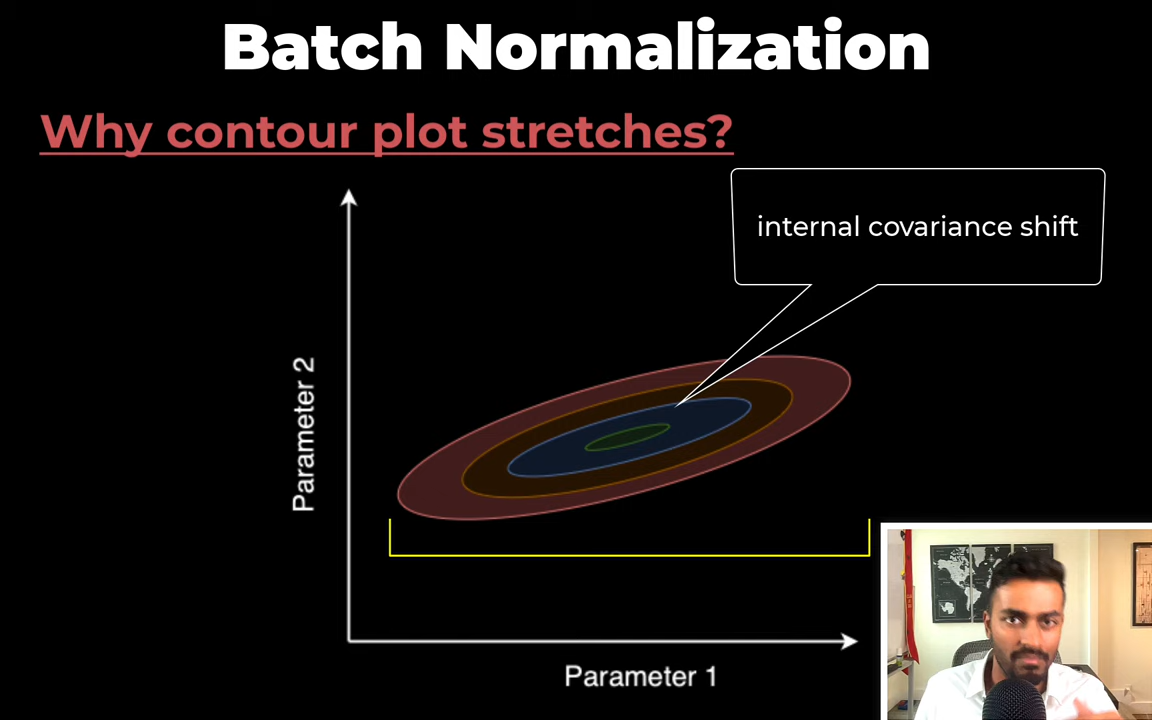 Batch Normalization
Why contour plot stretches?
internal covariance shift
Parameter 2
Parameter 1